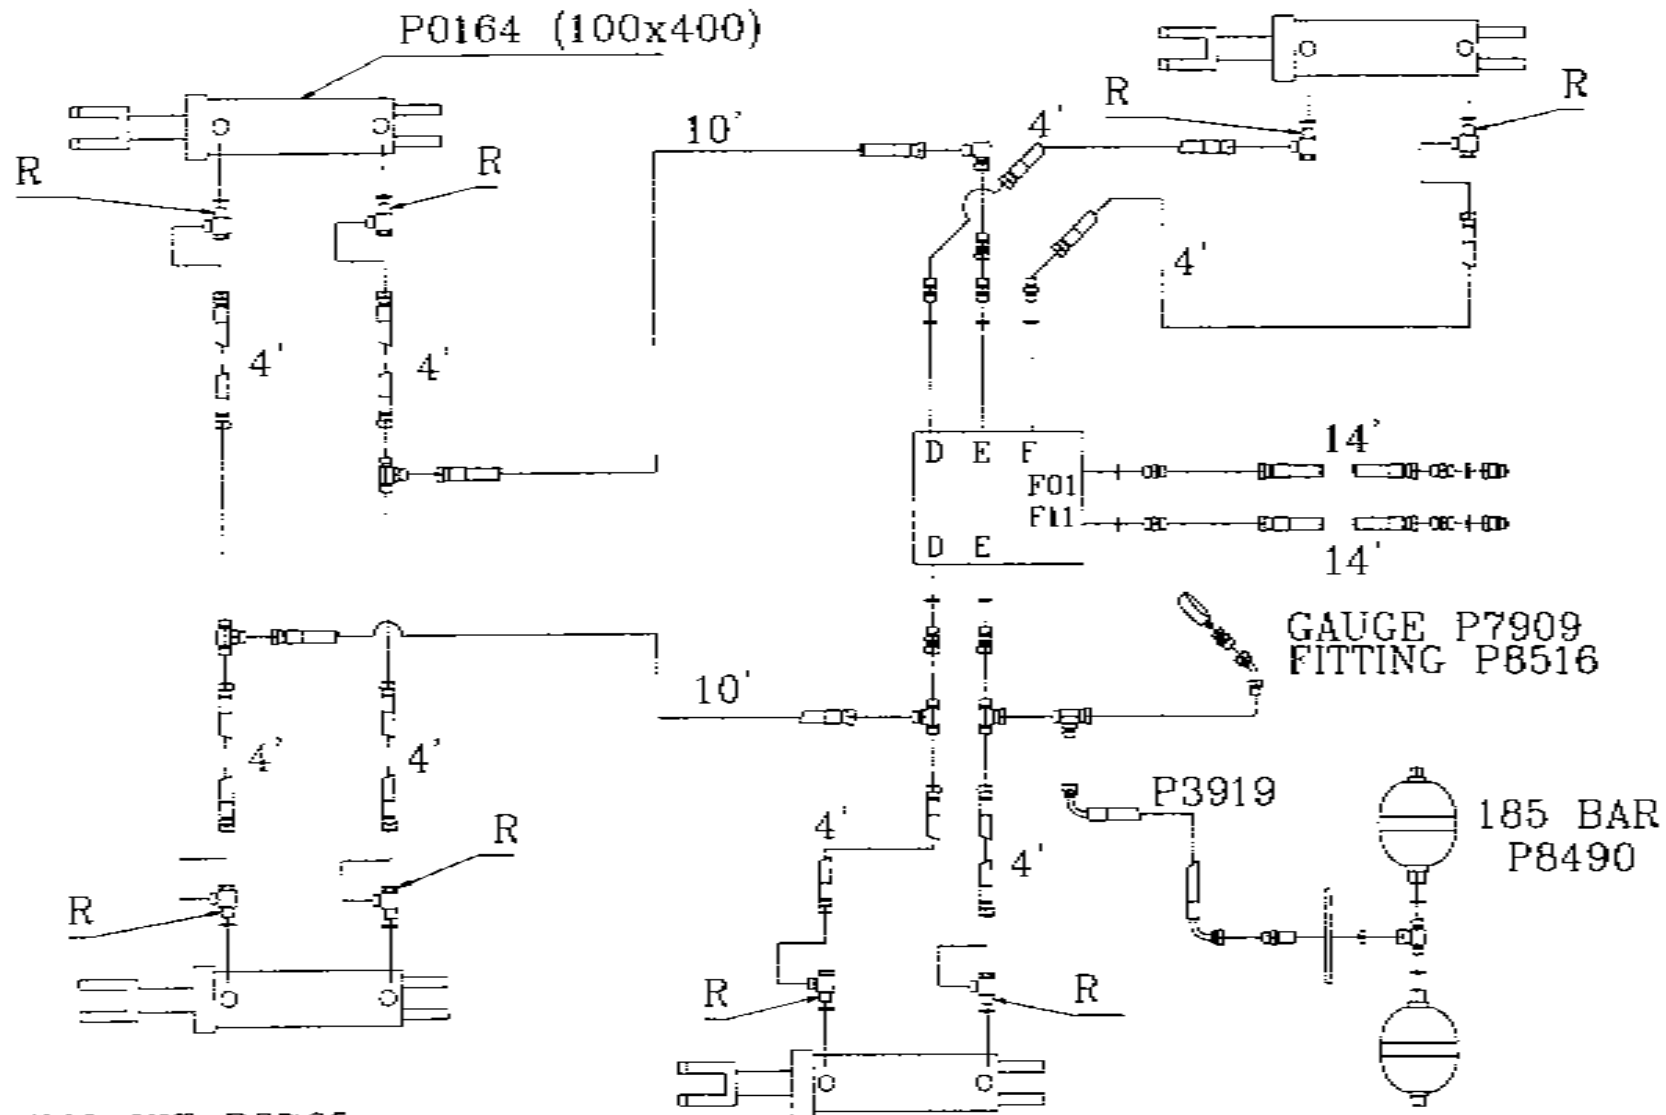 P0164 (100x400)
R
R
10'
4'
R
R
R
R
4'
4'
4'
D E F
F01
F11
D E
14'
14'
GAUGE P7909
FITTING P8516
10'
4'
4'
P3919
185 BAR
P8490
4'
4'
R
R
R
R